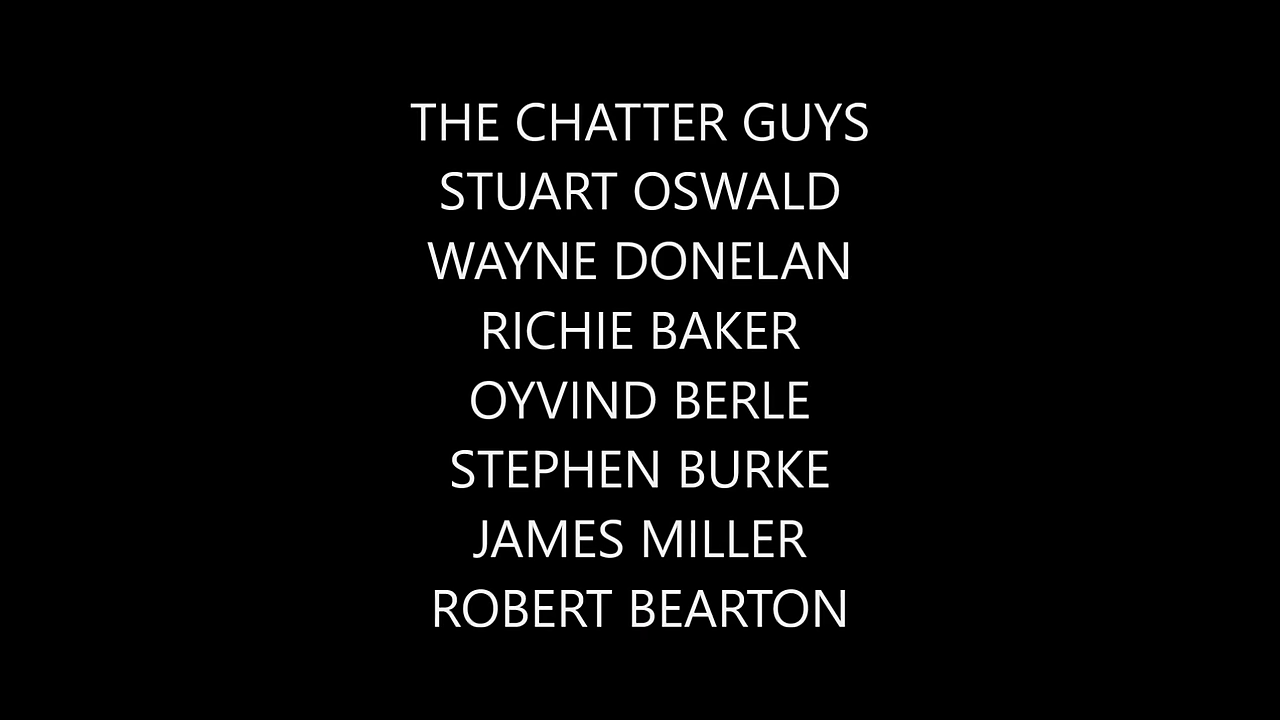 THE CHATTER GUYS
STUART OSWALD
WAYNE DONELAN
RICHIE BAKER
OYVIND BERLE
STEPHEN BURKE
JAMES MILLER
ROBERT BEARTON